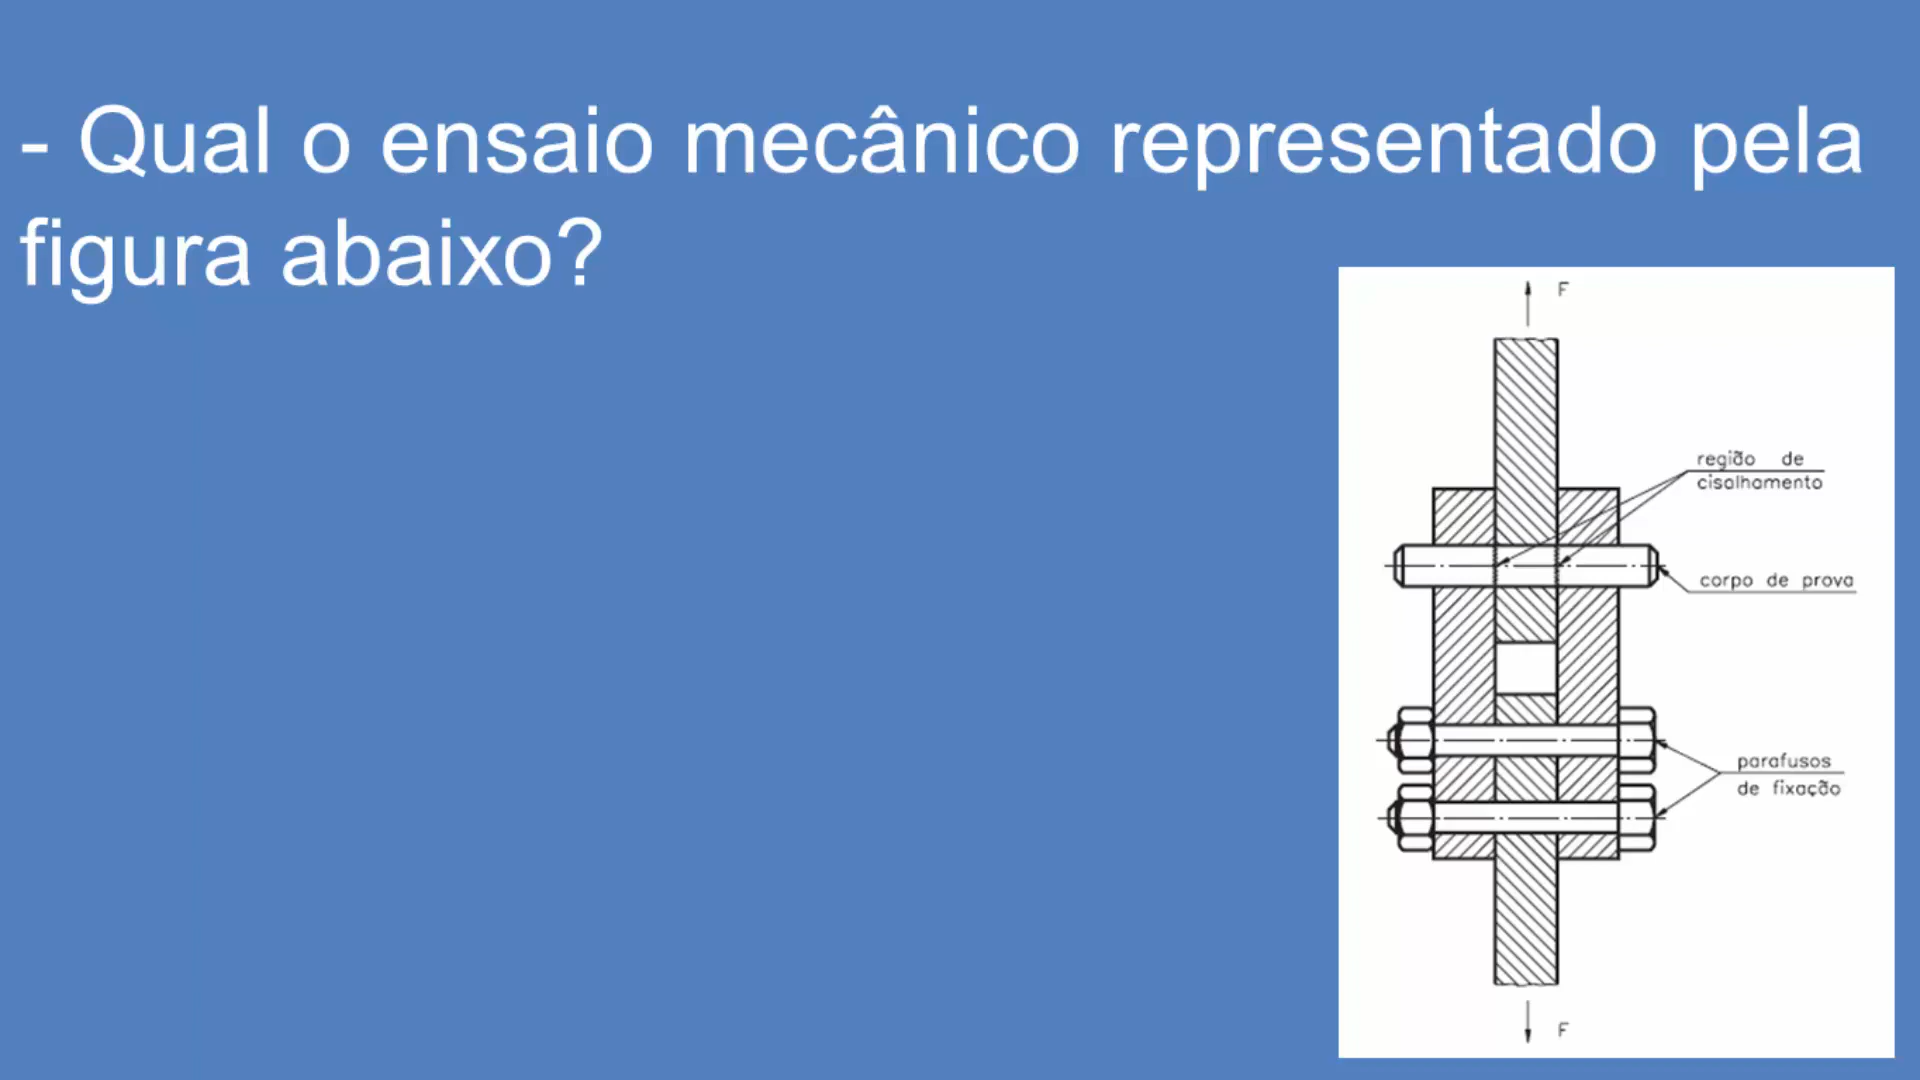 - Qual o ensaio mecânico representado pela
figura abaixo?
F
região de
cisalhamento
corpo de prova
parafusos
de fixação
F